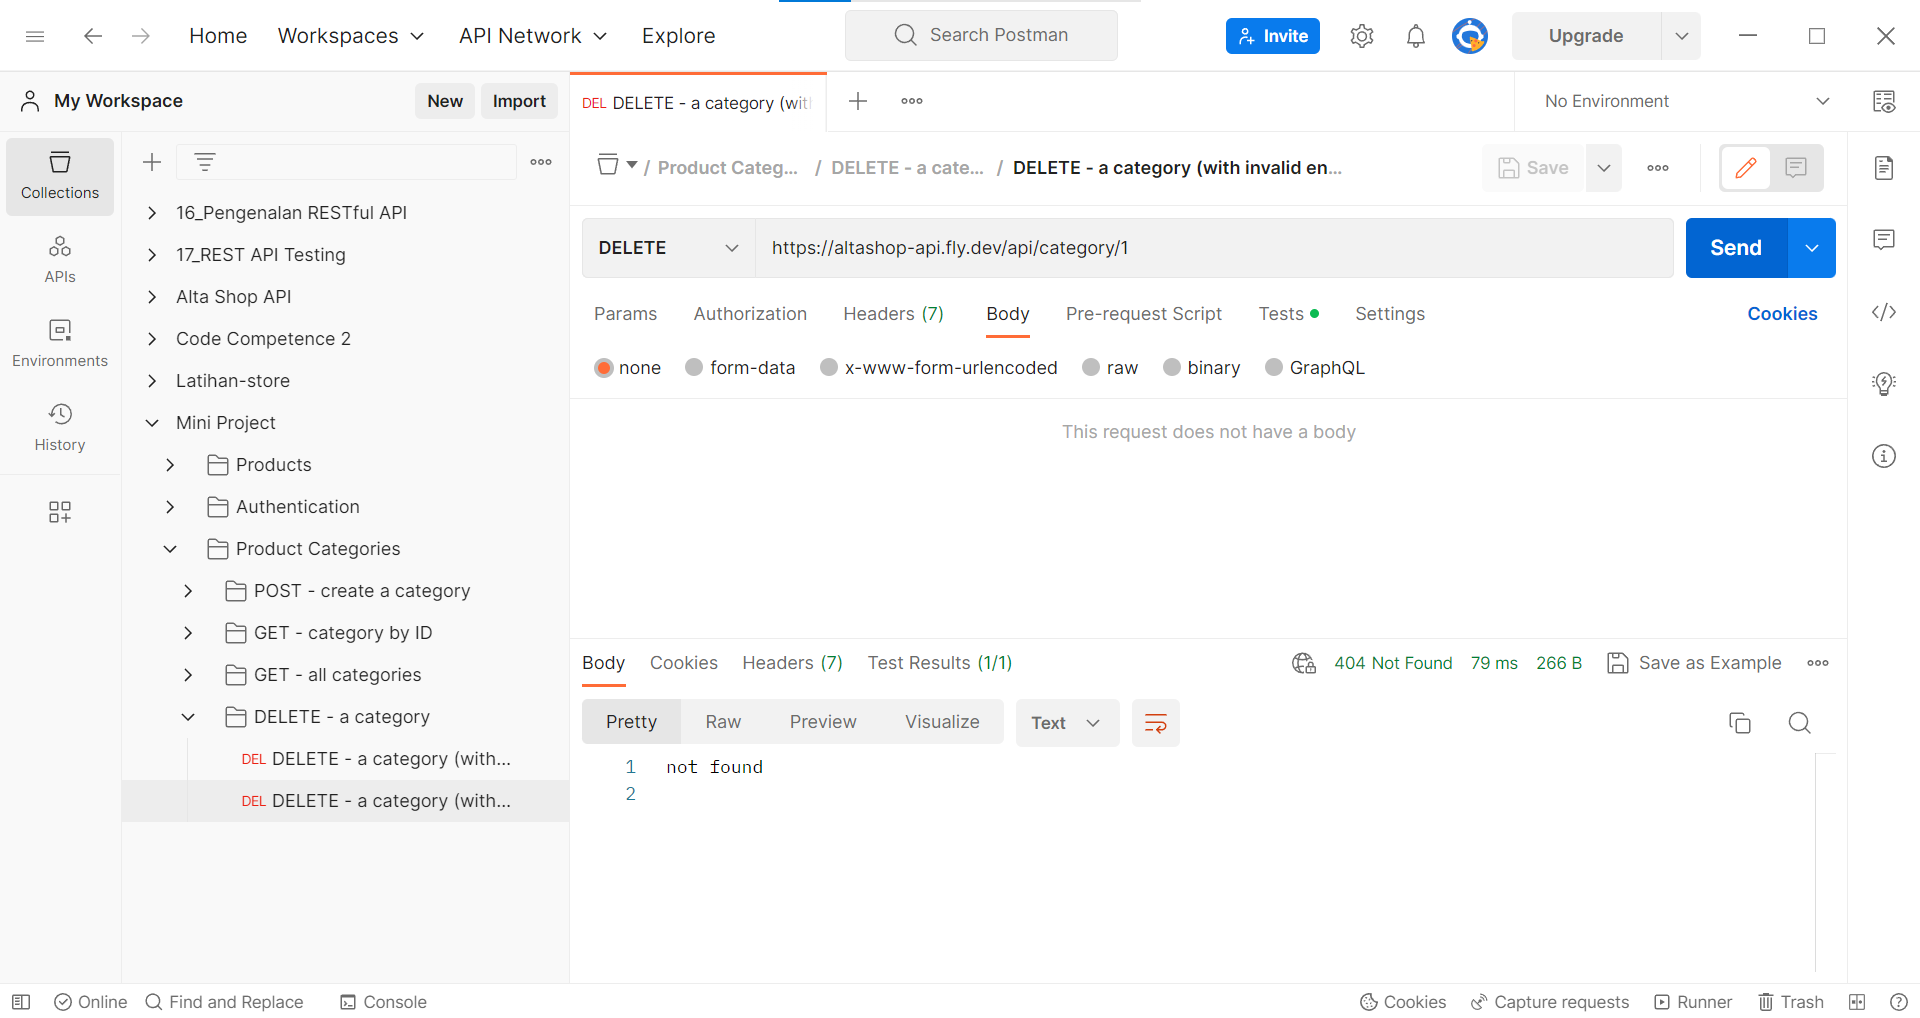 Home Workspaces API Network Explore Search Postman Invite Upgrade
My Workspace New Import
DEL DELETE - a category (wit No Environment
Collections
APIs
Environments
History
16_Pengenalan RESTful API
17_REST API Testing
Alta Shop API
Code Competence 2
Latihan-store
Mini Project
Products
Authentication
Product Categories
POST - create a category
GET - category by ID
GET - all categories
DELETE - a category
DEL DELETE - a category (with...
DEL DELETE - a category (with...
/ Product Categ... / DELETE - a cate... / DELETE - a category (with invalid en... Save
DELETE https://altashop-api.fly.dev/api/category/1 Send
Params Authorization Headers (7) Body Pre-request Script Tests Settings Cookies
none form-data x-www-form-urlencoded raw binary GraphQL
This request does not have a body
Body Cookies Headers (7) Test Results (1/1) 404 Not Found 79 ms 266 B Save as Example
Pretty Raw Preview Visualize Text
1 not found
2
Online Find and Replace Console Cookies Capture requests Runner Trash